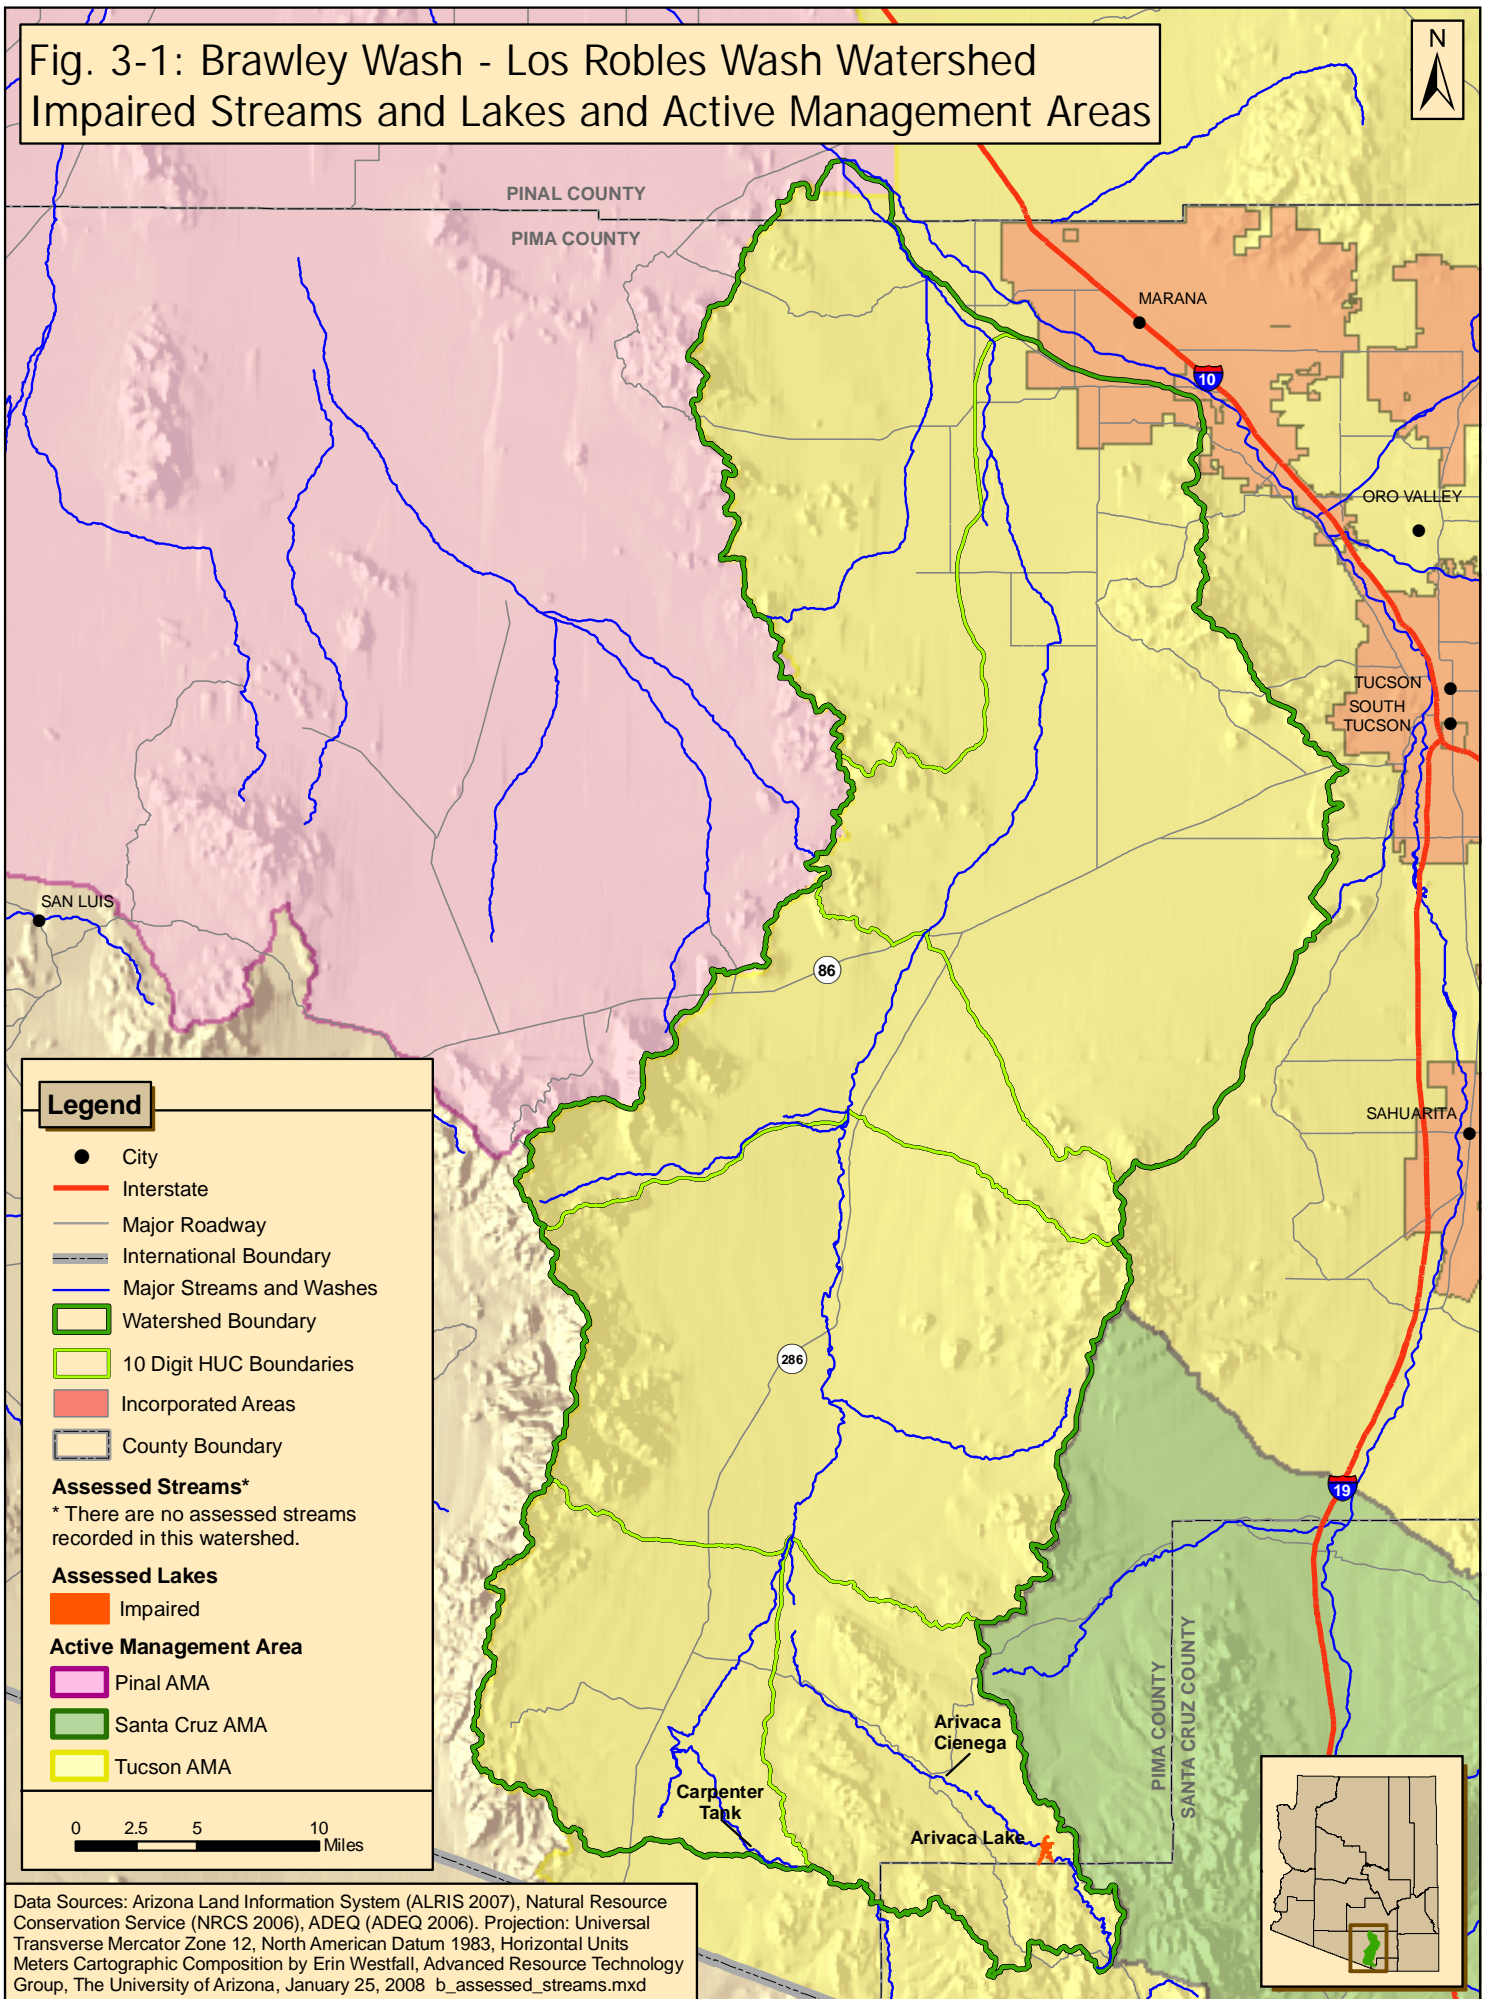 Fig. 3-1: Brawley Wash - Los Robles Wash Watershed
Impaired Streams and Lakes and Active Management Areas
N
PINAL COUNTY
PIMA COUNTY
MARANA
10
ORO VALLEY
TUCSON
SOUTH
TUCSON
SAN LUIS
86
SAHUARITA
286
19
PIMA COUNTY
SANTA CRUZ COUNTY
Arivaca
Cienega
Carpenter
Tank
Arivaca Lake
Legend
City
Interstate
Major Roadway
International Boundary
Major Streams and Washes
Watershed Boundary
10 Digit HUC Boundaries
Incorporated Areas
County Boundary
Assessed Streams*
* There are no assessed streams
recorded in this watershed.
Assessed Lakes
Impaired
Active Management Area
Pinal AMA
Santa Cruz AMA
Tucson AMA
0 2.5 5 10
Miles
Data Sources: Arizona Land Information System (ALRIS 2007), Natural Resource
Conservation Service (NRCS 2006), ADEQ (ADEQ 2006). Projection: Universal
Transverse Mercator Zone 12, North American Datum 1983, Horizontal Units
Meters Cartographic Composition by Erin Westfall, Advanced Resource Technology
Group, The University of Arizona, January 25, 2008 b_assessed_streams.mxd